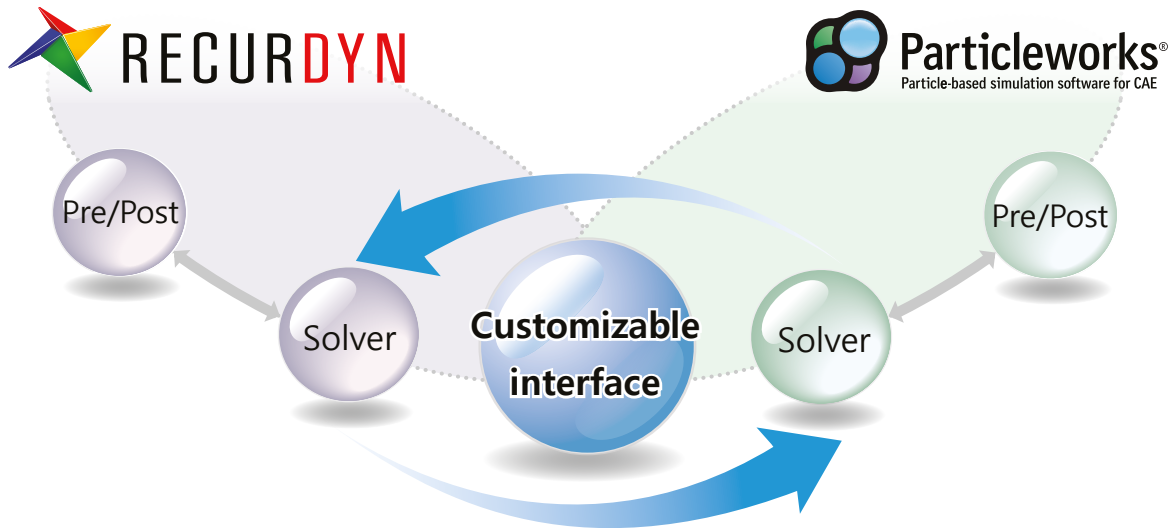 RECURDYN
Particleworks®
Particle-based simulation software for CAE
Pre/Post
Pre/Post
Solver
Customizable
interface
Solver